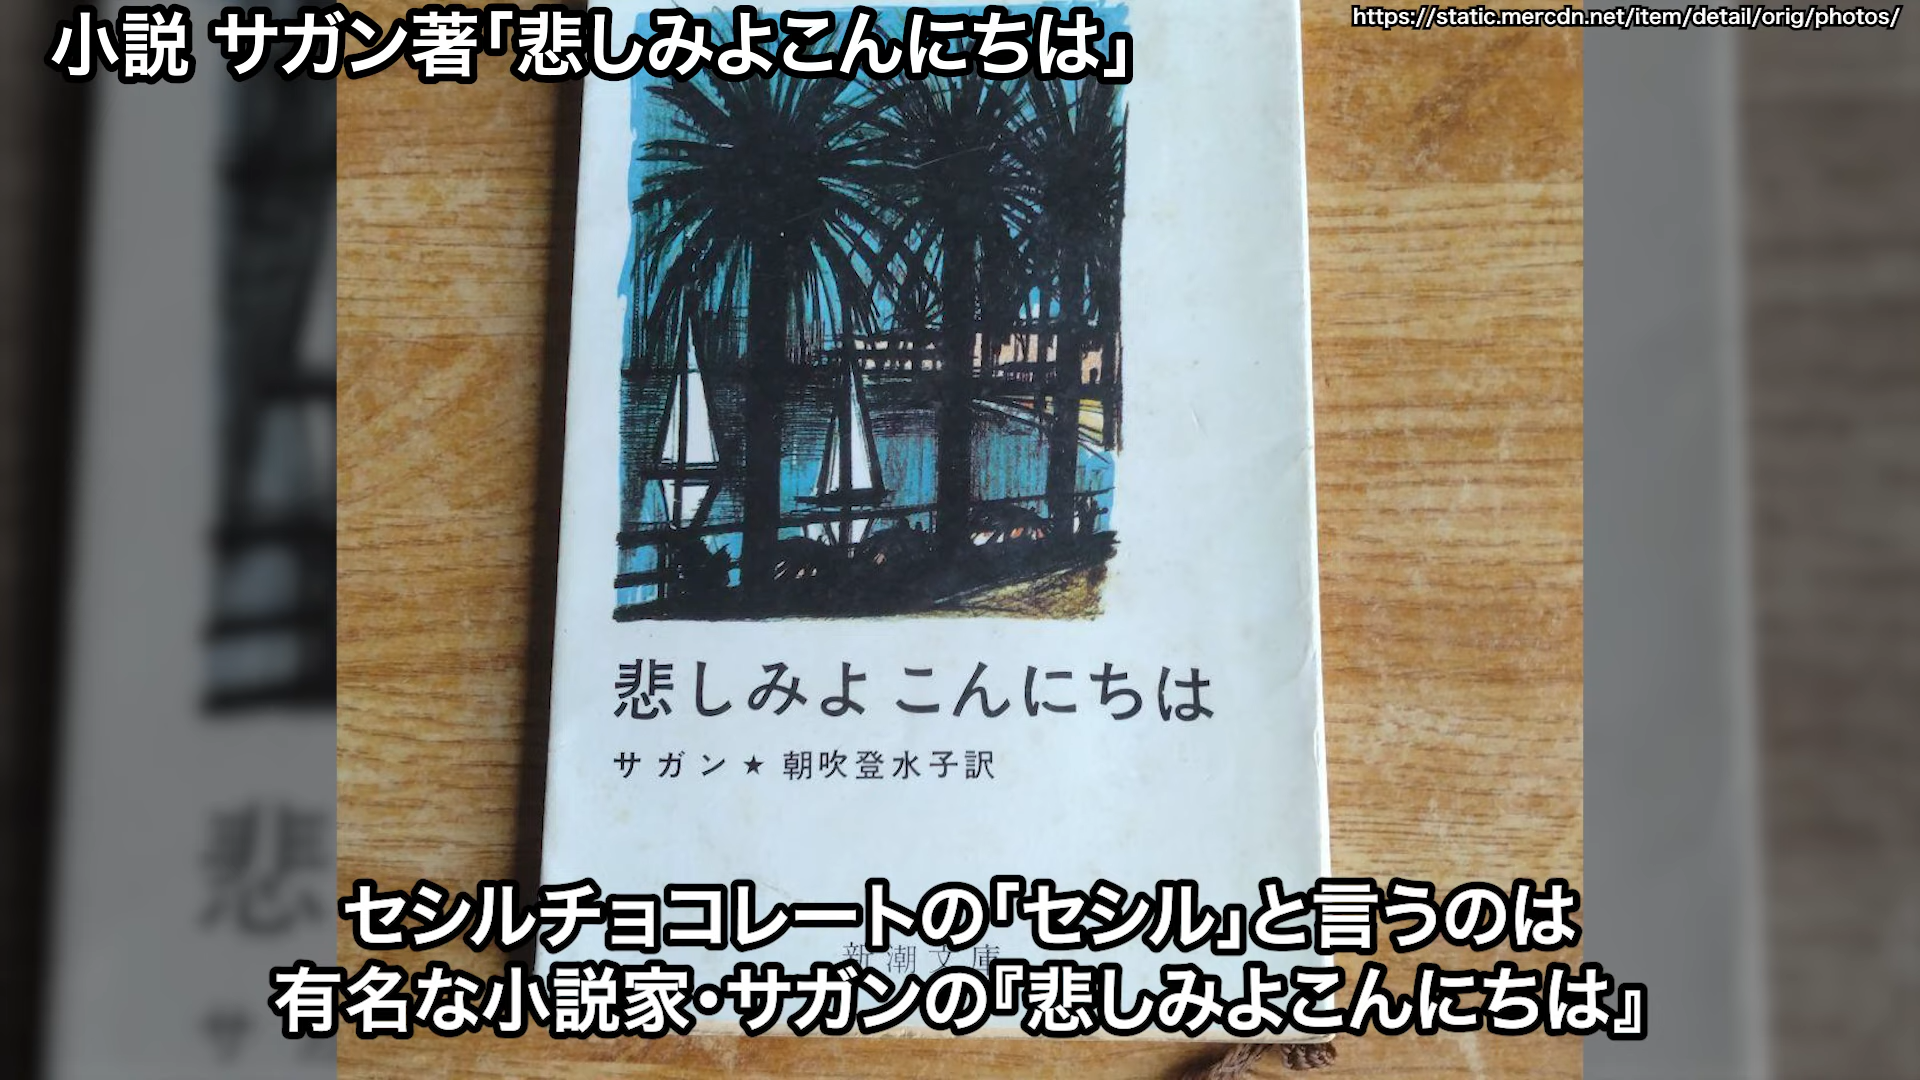 小説 サガン著「悲しみよこんにちは」
https://static.mercdn.net/item/detail/orig/photos/
悲しみよ こんにちは
サガン★朝吹登水子訳
セシルチョコレートの「セシル」と言うのは
新潮文庫
有名な小説家・サガンの『悲しみよこんにちは』